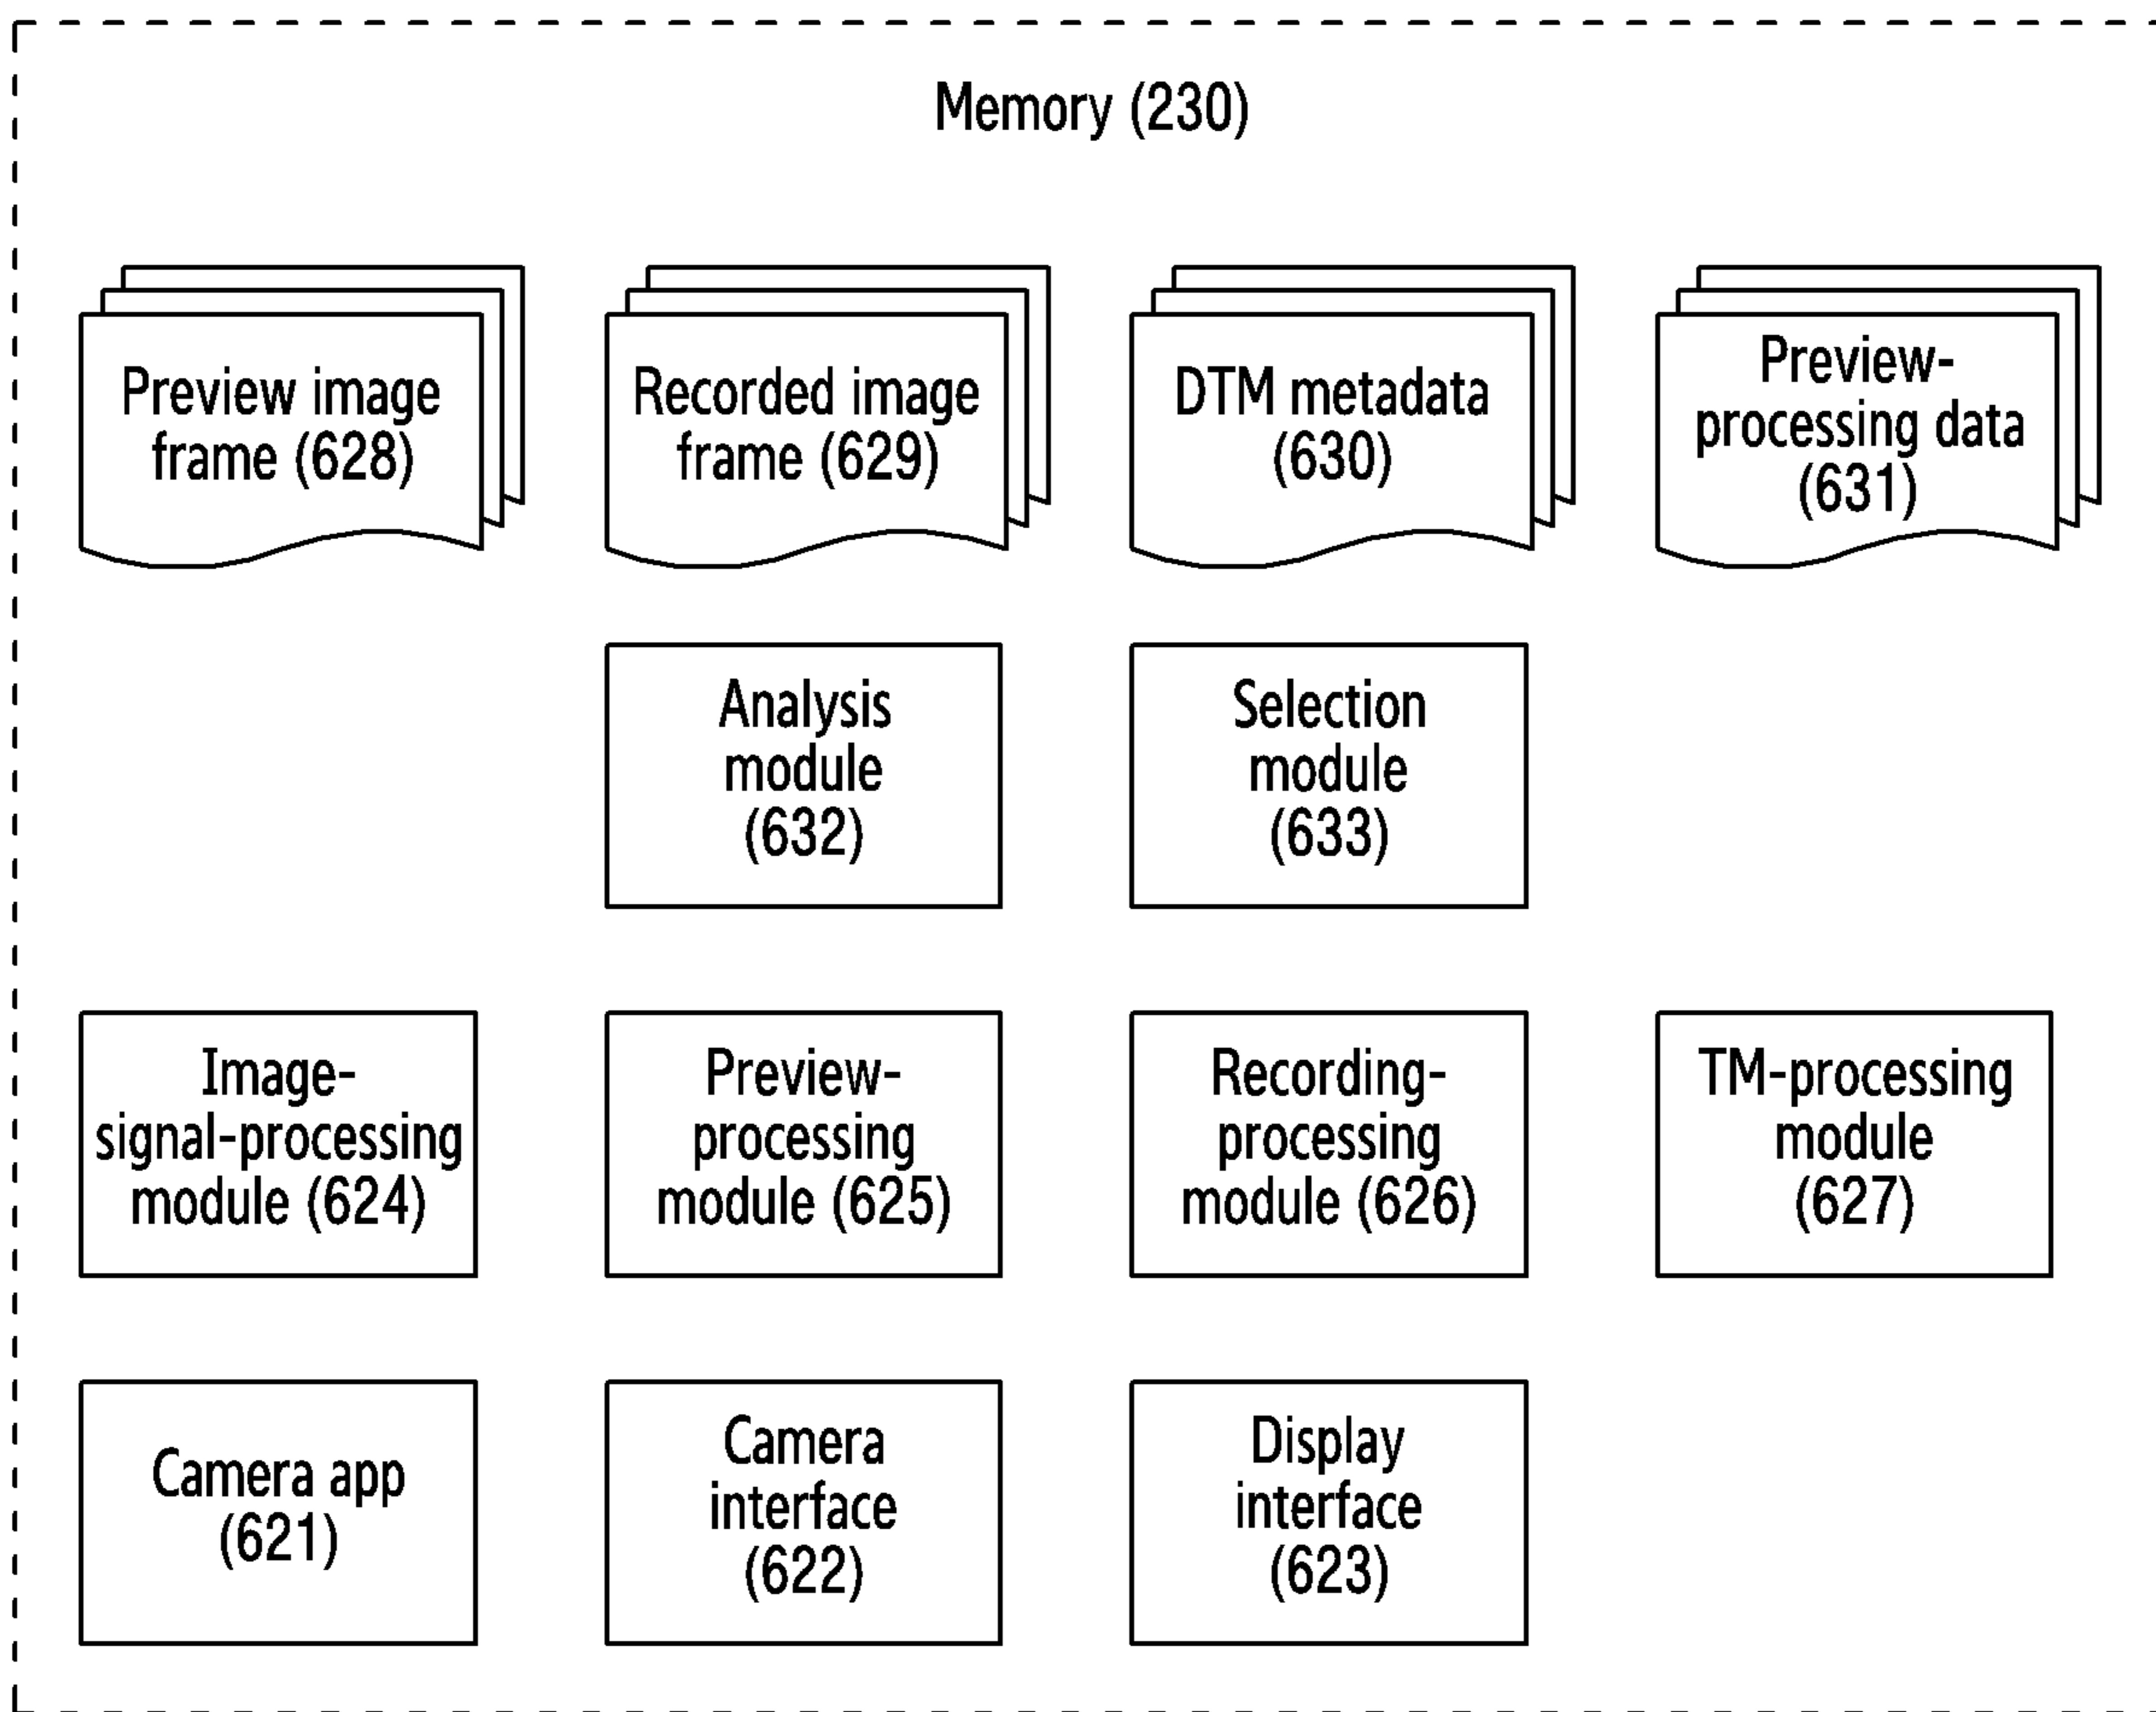 Memory (230)
Preview image
frame (628)
Recorded image
frame (629)
DTM metadata
(630)
Preview-
processing data
(631)
Analysis
module
(632)
Selection
module
(633)
Image-
signal-processing
module (624)
Preview-
processing
module (625)
Recording-
processing
module (626)
TM-processing
module
(627)
Camera app
(621)
Camera
interface
(622)
Display
interface
(623)